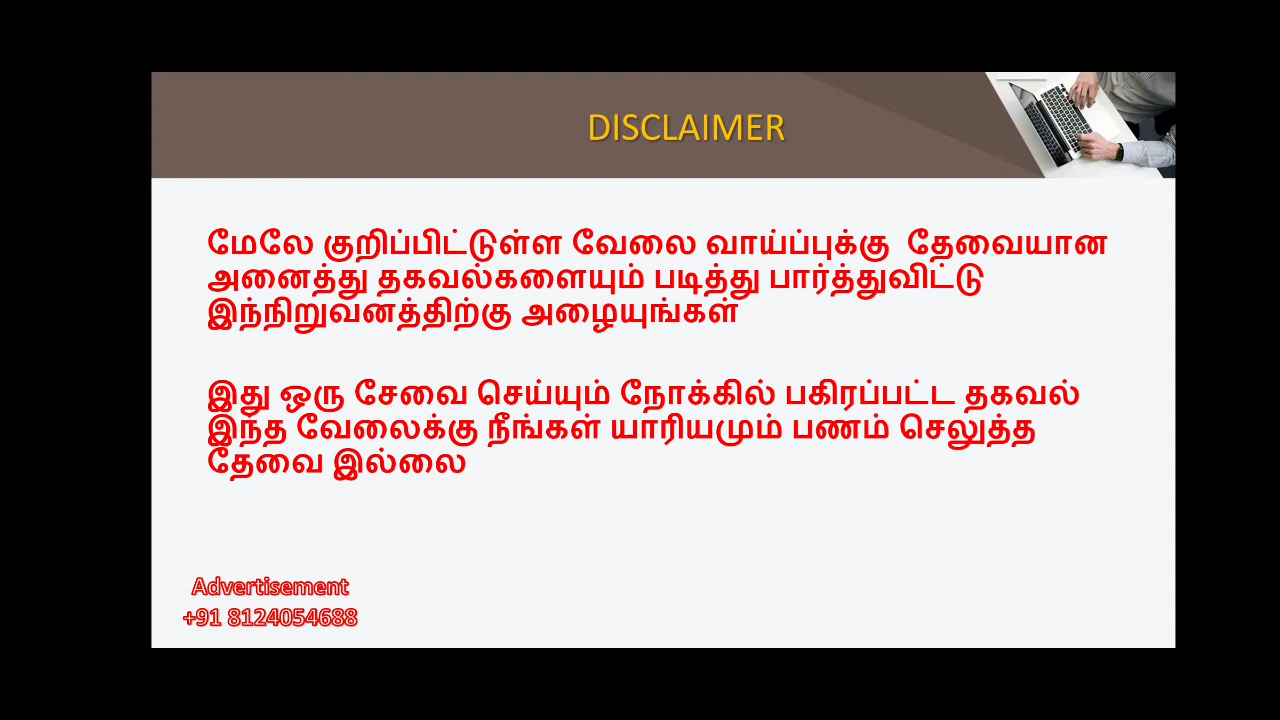 DISCLAIMER
மேலே குறிப்பிட்டுள்ள வேலை வாய்ப்புக்கு தேவையான
அனைத்து தகவல்களையும் படித்து பார்த்துவிட்டு
இந்நிறுவனத்திற்கு அழையுங்கள்
இது ஒரு சேவை செய்யும் நோக்கில் பகிரப்பட்ட தகவல்
இந்த வேலைக்கு நீங்கள் யாரியமும் பணம் செலுத்த
தேவை இல்லை
Advertisement
+91 8124054688